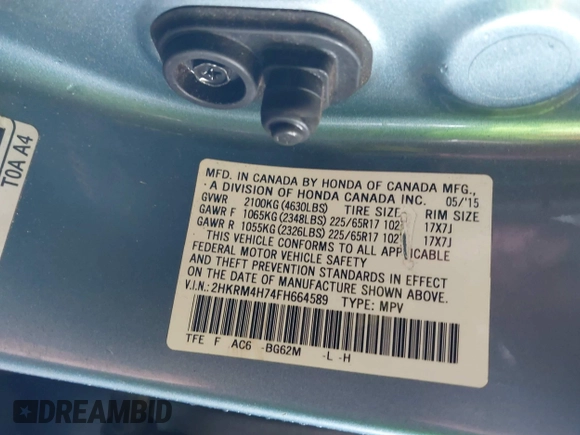 TOA A4
MFD. IN CANADA BY HONDA OF CANADA MFG.,
A DIVISION OF HONDA CANADA INC. 05/'15
GVWR 2100KG (4630LBS) TIRE SIZE RIM SIZE
GAWR F 1065KG (2348LBS) 225/65R17 102 17X7J
GAWR R 1055KG (2326LBS) 225/65R17 102 17X7J
THIS VEHICLE CONFORMS TO ALL APPLICABLE
FEDERAL MOTOR VEHICLE SAFETY
AND THEFT PREVENTION STANDARDS IN EFFECT
ON THE DATE OF MANUFACTURE SHOWN ABOVE.
V.I.N.: 2HKRM4H74FH664589 TYPE: MPV
TFE F AC6 -BG62M -L -H
DREAMBID